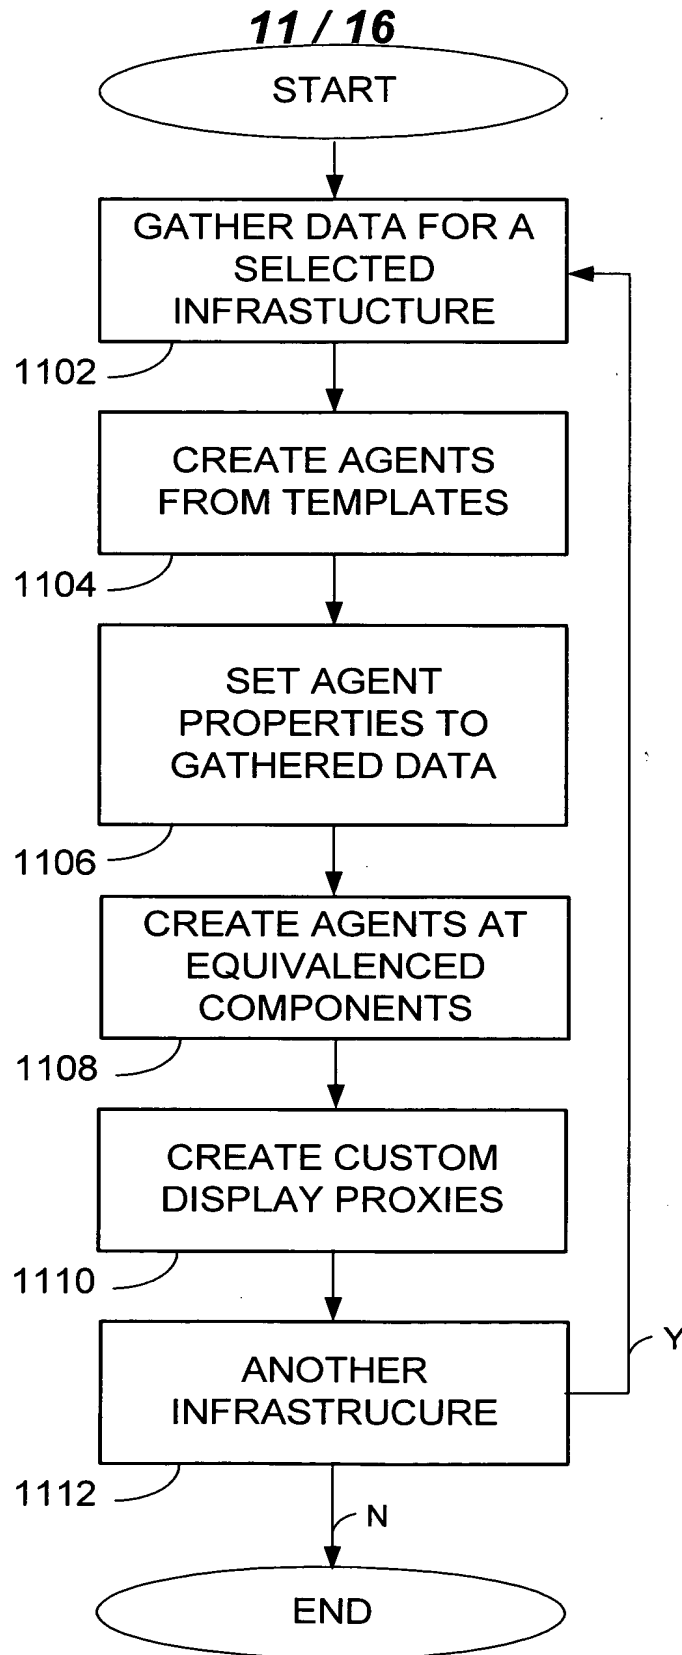 11 / 16
START
GATHER DATA FOR A
SELECTED
INFRASTUCTURE
1102
CREATE AGENTS
FROM TEMPLATES
1104
SET AGENT
PROPERTIES TO
GATHERED DATA
1106
CREATE AGENTS AT
EQUIVALENCED
COMPONENTS
1108
CREATE CUSTOM
DISPLAY PROXIES
1110
Y
ANOTHER
INFRASTRUCURE
1112
N
END